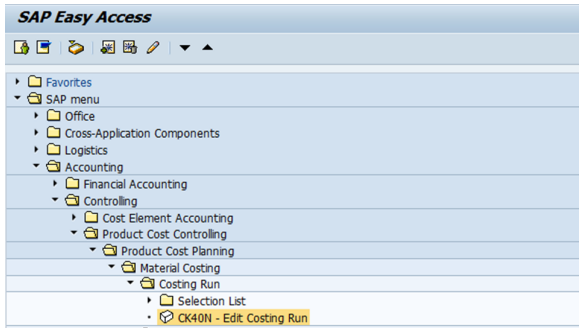 SAP Easy Access
Favorites
SAP menu
Office
Cross-Application Components
Logistics
Accounting
Financial Accounting
Controlling
Cost Element Accounting
Product Cost Controlling
Product Cost Planning
Material Costing
Costing Run
Selection List
CK40N - Edit Costing Run